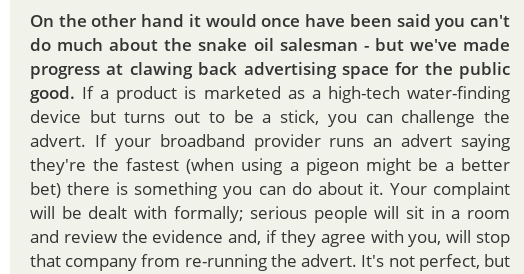 On the other hand it would once have been said you can't
do much about the snake oil salesman - but we've made
progress at clawing back advertising space for the public
good. If a product is marketed as a high-tech water-finding
device but turns out to be a stick, you can challenge the
advert. If your broadband provider runs an advert saying
they're the fastest (when using a pigeon might be a better
bet) there is something you can do about it. Your complaint
will be dealt with formally; serious people will sit in a room
and review the evidence and, if they agree with you, will stop
that company from re-running the advert. It's not perfect, but